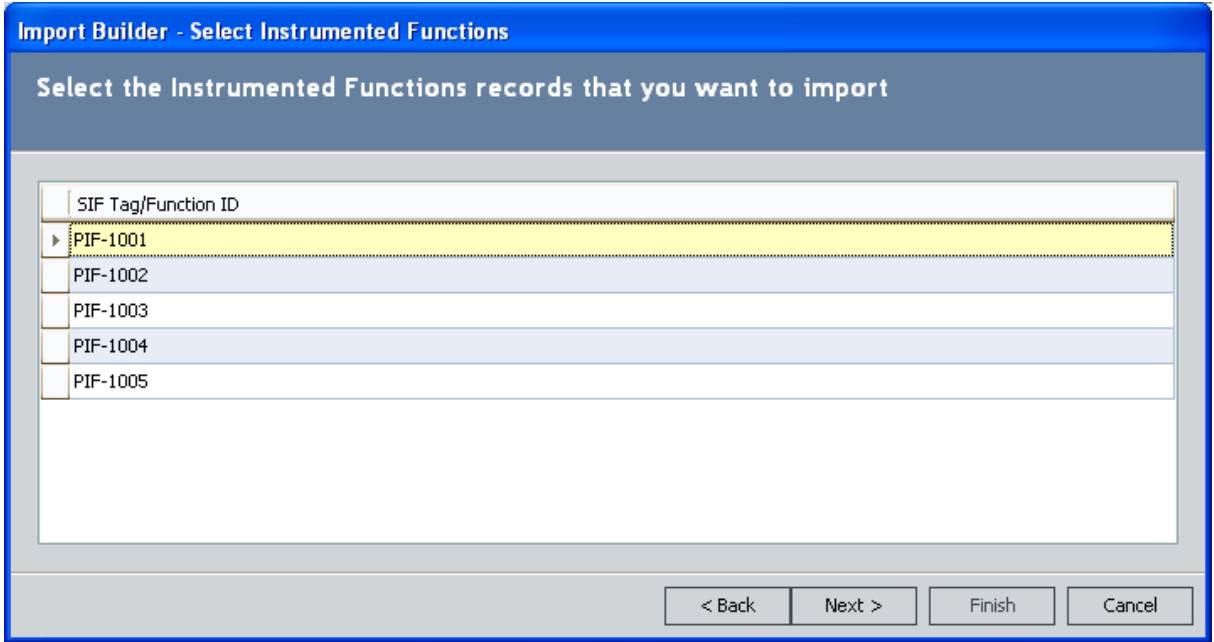 Import Builder - Select Instrumented Functions
Select the Instrumented Functions records that you want to import
SIF Tag/Function ID
PIF-1001
PIF-1002
PIF-1003
PIF-1004
PIF-1005
< Back Next > Finish Cancel